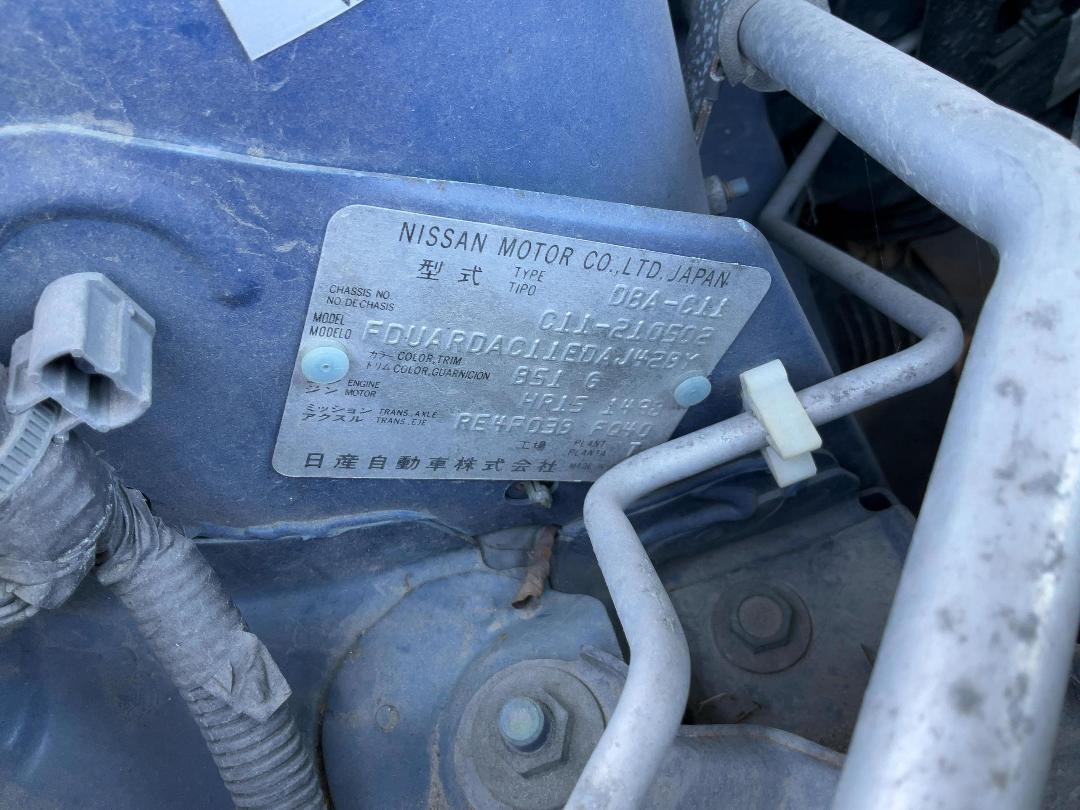 NISSAN MOTOR CO.,LTD. JAPAN
型式 TYPE TIPO DBA-C11
CHASSIS NO. NO. DE CHASIS C11-210502
MODEL MODELO
カラー COLOR,TRIM
トリム COLOR,GUARNICION B51 G
ENGINE MOTOR HR15
ミッション TRANS. AXLE
アクスル TRANS. EJE RE4F03B FQ40
工場 PLANT PLANTA
日産自動車株式会社 MADE IN